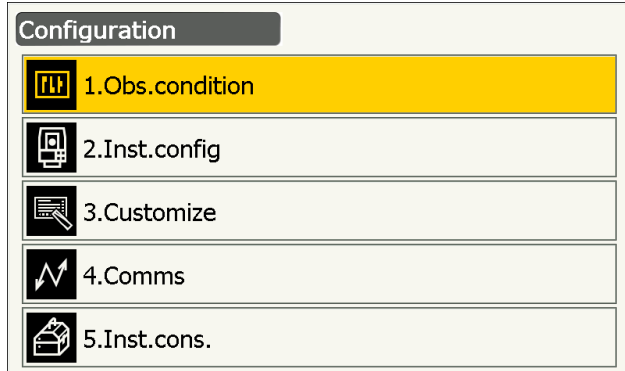 Configuration
1.Obs.condition
2.Inst.config
3.Customize
4.Comms
5.Inst.cons.